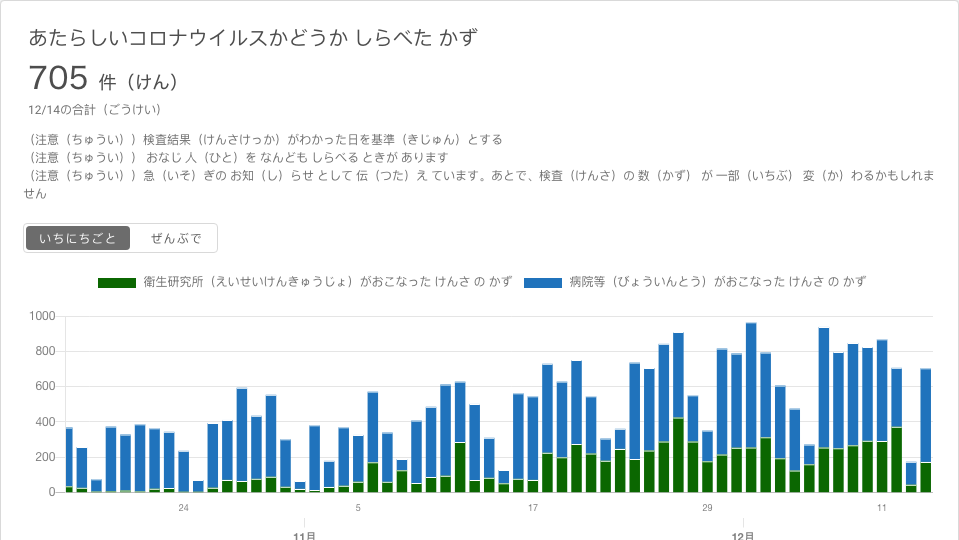 あたらしいコロナウイルスかどうか しらべた かず
705 件（けん）
12/14の合計（ごうけい）
（注意（ちゅうい））検査結果（けんさけっか）がわかった日を基準（きじゅん）とする
（注意（ちゅうい）） おなじ 人（ひと）を なんども しらべる ときが あります
（注意（ちゅうい））急（いそ）ぎの お知（し）らせ として 伝（つた）え ています。あとで、検査（けんさ）の 数（かず） が 一部（いちぶ） 変（か）わるかもしれま
せん
いちにちごと ぜんぶで
衛生研究所（えいせいけんきゅうじょ）がおこなった けんさ の かず 病院等（びょういんとう）がおこなった けんさ の かず
1000
800
600
400
200
0
24 5 17 29 11
11月 12月